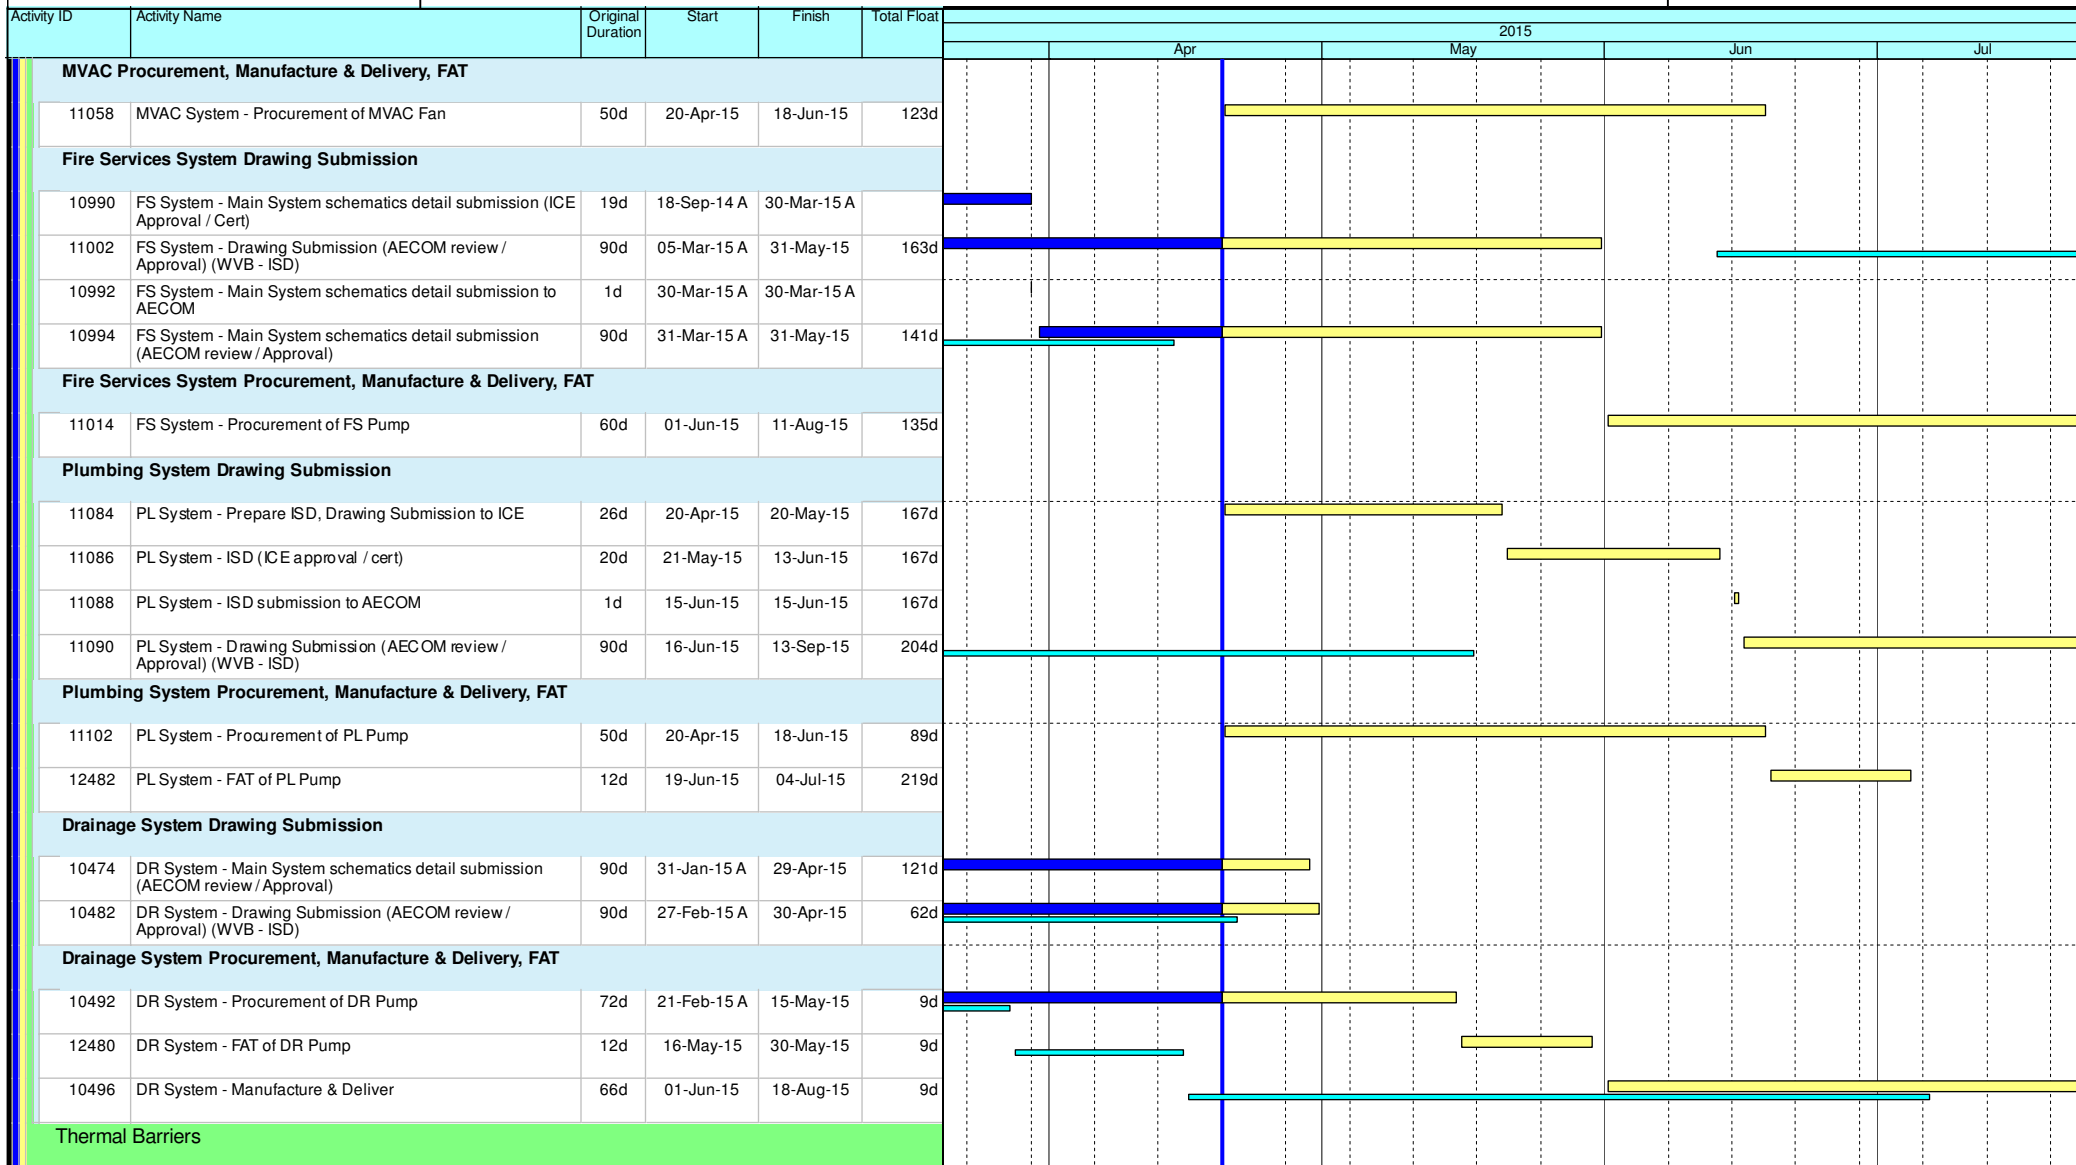 Activity ID Activity Name Original Duration Start Finish Total Float
2015
Apr May Jun Jul
MVAC Procurement, Manufacture & Delivery, FAT
11058 MVAC System - Procurement of MVAC Fan 50d 20-Apr-15 18-Jun-15 123d
Fire Services System Drawing Submission
10990 FS System - Main System schematics detail submission (ICE 19d 18-Sep-14 A 30-Mar-15 A
Approval / Cert)
11002 FS System - Drawing Submission (AECOM review / 90d 05-Mar-15 A 31-May-15 163d
Approval) (WVB - ISD)
10992 FS System - Main System schematics detail submission to 1d 30-Mar-15 A 30-Mar-15 A
AECOM
10994 FS System - Main System schematics detail submission 90d 31-Mar-15 A 31-May-15 141d
(AECOM review / Approval)
Fire Services System Procurement, Manufacture & Delivery, FAT
11014 FS System - Procurement of FS Pump 60d 01-Jun-15 11-Aug-15 135d
Plumbing System Drawing Submission
11084 PL System - Prepare ISD, Drawing Submission to ICE 26d 20-Apr-15 20-May-15 167d
11086 PL System - ISD (ICE approval / cert) 20d 21-May-15 13-Jun-15 167d
11088 PL System - ISD submission to AECOM 1d 15-Jun-15 15-Jun-15 167d
11090 PL System - Drawing Submission (AECOM review / 90d 16-Jun-15 13-Sep-15 204d
Approval) (WVB - ISD)
Plumbing System Procurement, Manufacture & Delivery, FAT
11102 PL System - Procurement of PL Pump 50d 20-Apr-15 18-Jun-15 89d
12482 PL System - FAT of PL Pump 12d 19-Jun-15 04-Jul-15 219d
Drainage System Drawing Submission
10474 DR System - Main System schematics detail submission 90d 31-Jan-15 A 29-Apr-15 121d
(AECOM review / Approval)
10482 DR System - Drawing Submission (AECOM review / 90d 27-Feb-15 A 30-Apr-15 62d
Approval) (WVB - ISD)
Drainage System Procurement, Manufacture & Delivery, FAT
10492 DR System - Procurement of DR Pump 72d 21-Feb-15 A 15-May-15 9d
12480 DR System - FAT of DR Pump 12d 16-May-15 30-May-15 9d
10496 DR System - Manufacture & Deliver 66d 01-Jun-15 18-Aug-15 9d
Thermal Barriers